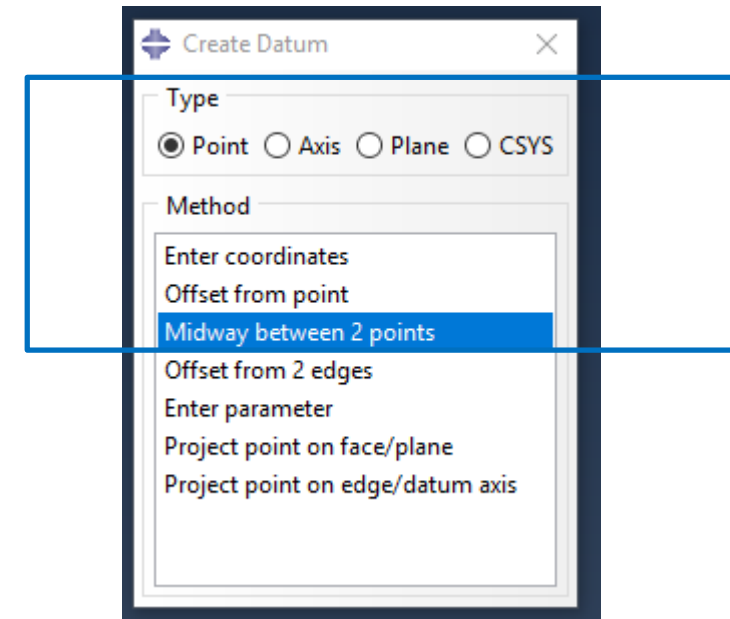 Create Datum
Type
Point Axis Plane CSYS
Method
Enter coordinates
Offset from point
Midway between 2 points
Offset from 2 edges
Enter parameter
Project point on face/plane
Project point on edge/datum axis